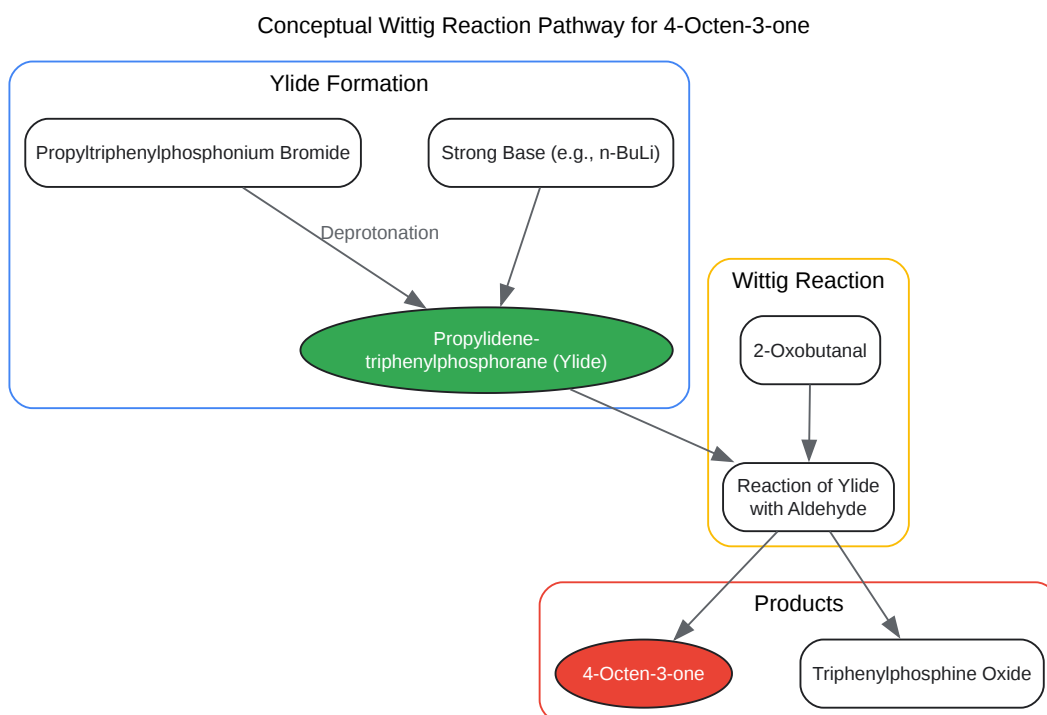 Conceptual Wittig Reaction Pathway for 4-Octen-3-one
Ylide Formation
Propyltriphenylphosphonium Bromide
Strong Base (e.g., n-BuLi)
Deprotonation
Propylidene-
triphenylphosphorane (Ylide)
Wittig Reaction
2-Oxobutanal
Reaction of Ylide
with Aldehyde
Products
4-Octen-3-one
Triphenylphosphine Oxide